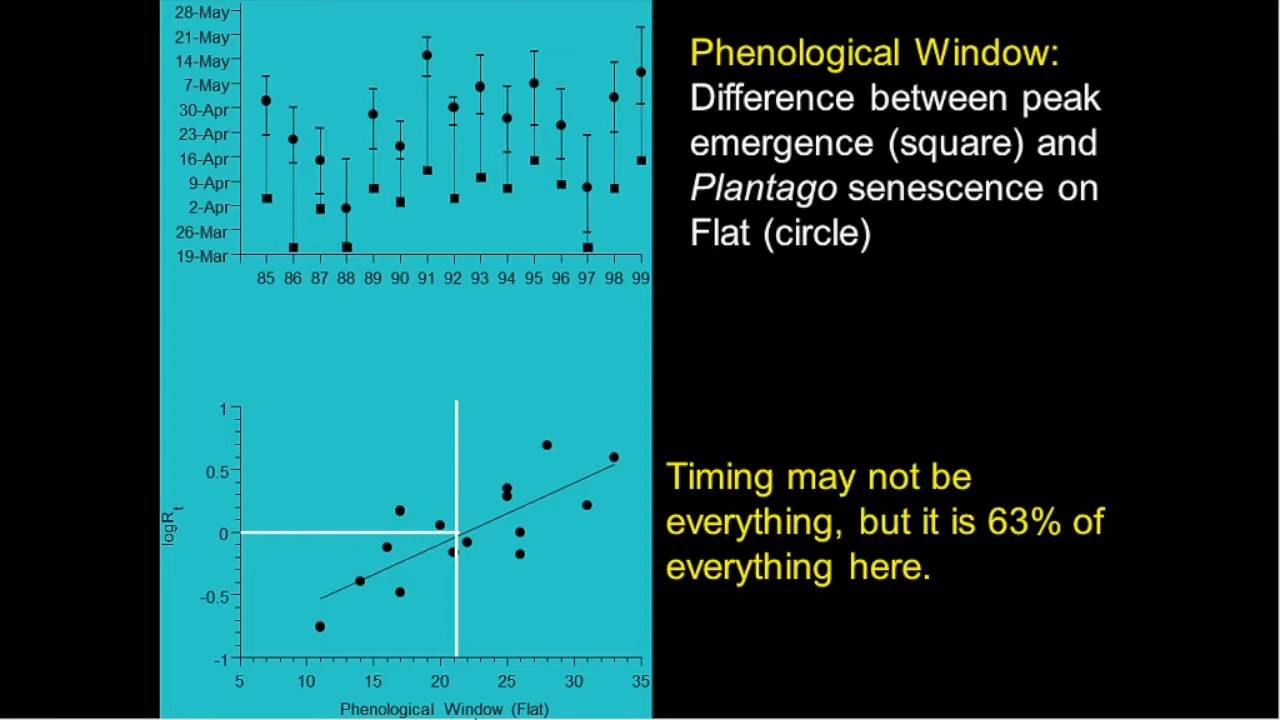 28-May
21-May
14-May
7-May
30-Apr
23-Apr
16-Apr
9-Apr
2-Apr
26-Mar
19-Mar
85 86 87 88 89 90 91 92 93 94 95 96 97 98 99
Phenological Window:
Difference between peak
emergence (square) and
Plantago senescence on
Flat (circle)
1
0.5
0
-0.5
-1
logRt
5 10 15 20 25 30 35
Phenological Window (Flat)
Timing may not be
everything, but it is 63% of
everything here.